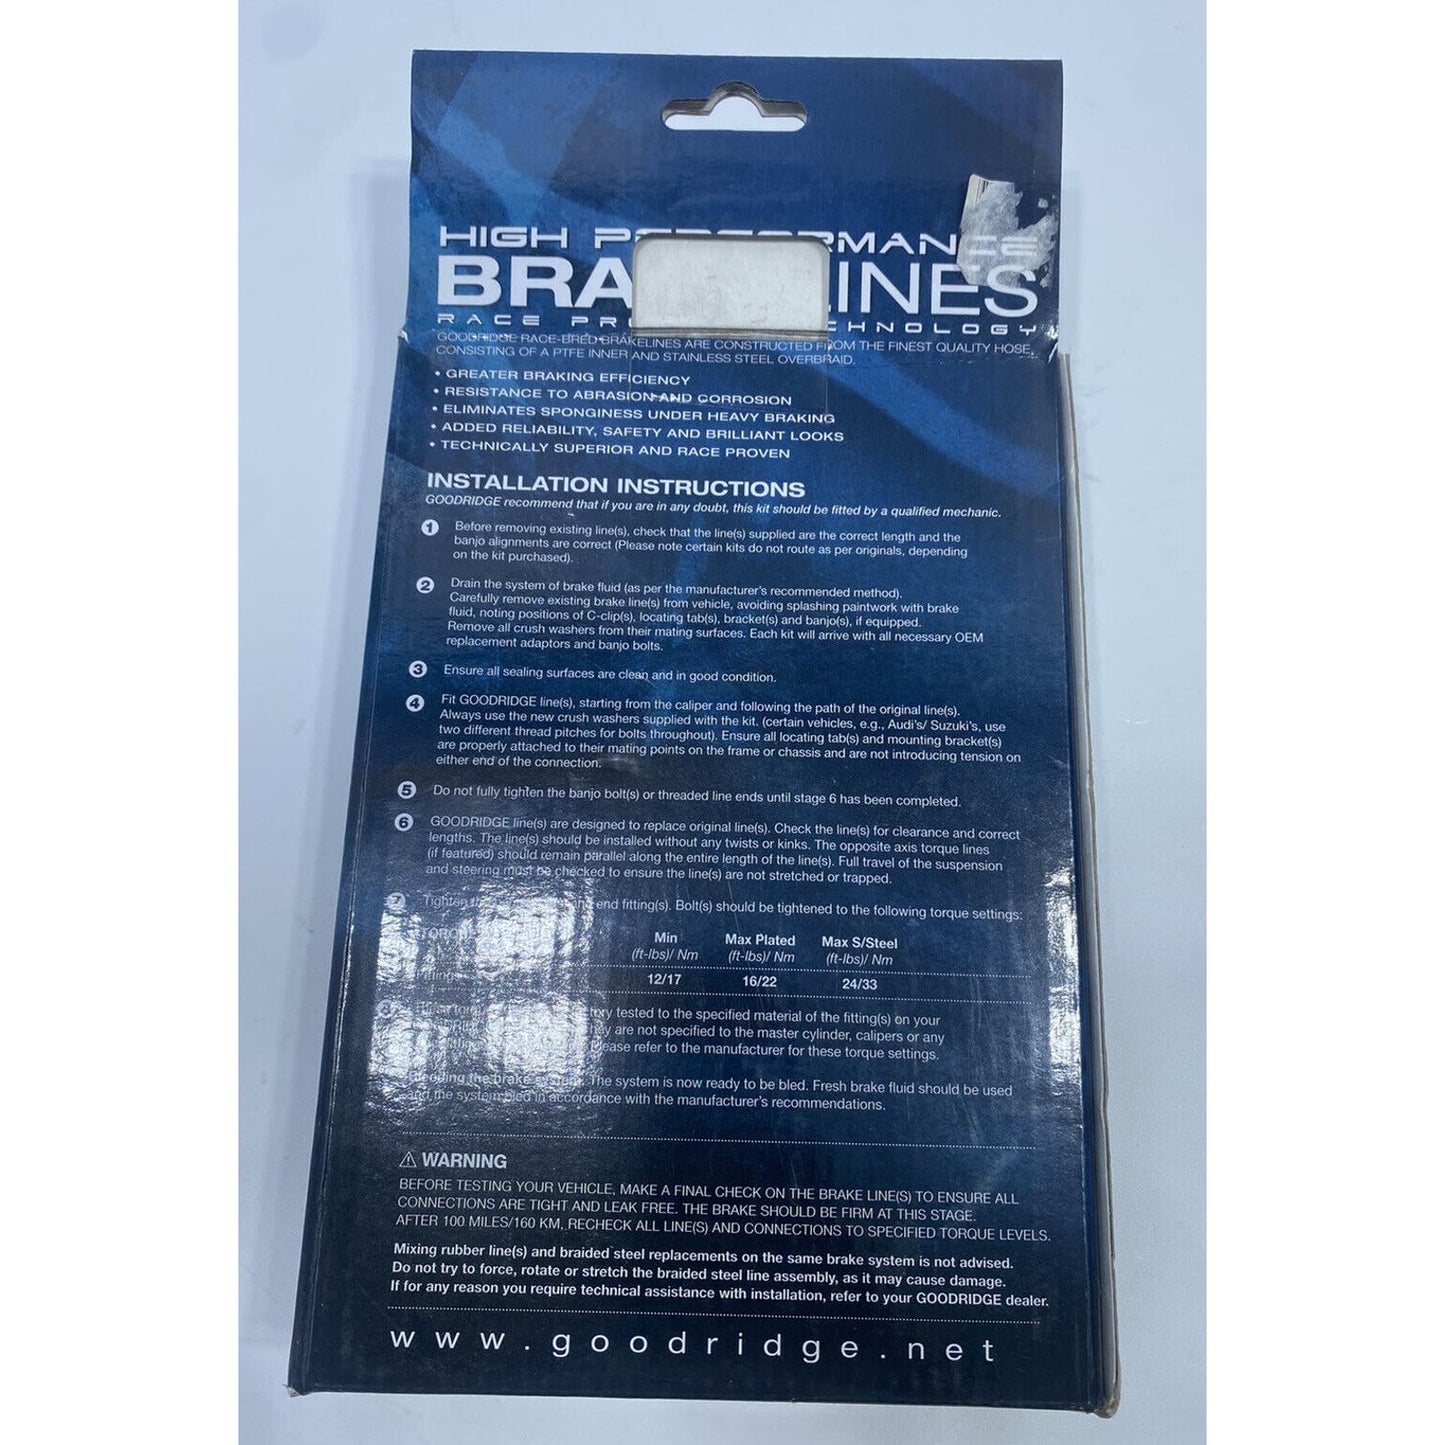 HIGH PERFORMANCE
BRA LINES
RACE PR CHNOLOGY
GOODRIDGE RACE-BRED BRAKELINES ARE CONSTRUCTED FROM THE FINEST QUALITY HOSE,
CONSISTING OF A PTFE INNER AND STAINLESS STEEL OVERBRAID.
• GREATER BRAKING EFFICIENCY
• RESISTANCE TO ABRASION AND CORROSION
• ELIMINATES SPONGINESS UNDER HEAVY BRAKING
• ADDED RELIABILITY, SAFETY AND BRILLIANT LOOKS
• TECHNICALLY SUPERIOR AND RACE PROVEN
INSTALLATION INSTRUCTIONS
GOODRIDGE recommend that if you are in any doubt, this kit should be fitted by a qualified mechanic.
1 Before removing existing line(s), check that the line(s) supplied are the correct length and the
banjo alignments are correct (Please note certain kits do not route as per originals, depending
on the kit purchased).
2 Drain the system of brake fluid (as per the manufacturer's recommended method).
Carefully remove existing brake line(s) from vehicle, avoiding splashing paintwork with brake
fluid, noting positions of C-clip(s), locating tab(s), bracket(s) and banjo(s), if equipped.
Remove all crush washers from their mating surfaces. Each kit will arrive with all necessary OEM
replacement adaptors and banjo bolts.
3 Ensure all sealing surfaces are clean and in good condition.
4 Fit GOODRIDGE line(s), starting from the caliper and following the path of the original line(s).
Always use the new crush washers supplied with the kit. (certain vehicles, e.g., Audi's/ Suzuki's, use
two different thread pitches for bolts throughout). Ensure all locating tab(s) and mounting bracket(s)
are properly attached to their mating points on the frame or chassis and are not introducing tension on
either end of the connection.
5 Do not fully tighten the banjo bolt(s) or threaded line ends until stage 6 has been completed.
6 GOODRIDGE line(s) are designed to replace original line(s). Check the line(s) for clearance and correct
lengths. The line(s) should be installed without any twists or kinks. The opposite axis torque lines
(if featured) should remain parallel along the entire length of the line(s). Full travel of the suspension
and steering must be checked to ensure the line(s) are not stretched or trapped.
7 Tighten end fitting(s). Bolt(s) should be tightened to the following torque settings:
Min Max Plated Max S/Steel
(ft-lbs)/ Nm (ft-lbs)/ Nm (ft-lbs)/ Nm
12/17 16/22 24/33
8 tested to the specified material of the fitting(s) on your
they are not specified to the master cylinder, calipers or any
Please refer to the manufacturer for these torque settings.
Bleeding the brake system. The system is now ready to be bled. Fresh brake fluid should be used
and the system bled in accordance with the manufacturer's recommendations.
⚠ WARNING
BEFORE TESTING YOUR VEHICLE, MAKE A FINAL CHECK ON THE BRAKE LINE(S) TO ENSURE ALL
CONNECTIONS ARE TIGHT AND LEAK FREE. THE BRAKE SHOULD BE FIRM AT THIS STAGE.
AFTER 100 MILES/160 KM, RECHECK ALL LINE(S) AND CONNECTIONS TO SPECIFIED TORQUE LEVELS.
Mixing rubber line(s) and braided steel replacements on the same brake system is not advised.
Do not try to force, rotate or stretch the braided steel line assembly, as it may cause damage.
If for any reason you require technical assistance with installation, refer to your GOODRIDGE dealer.
www.goodridge.net